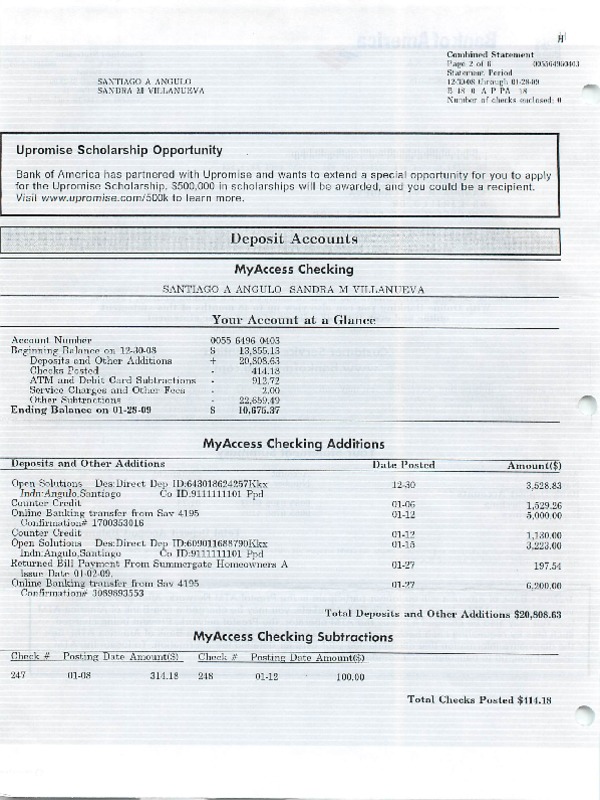 Combined Statement
Page 2 of 8 005564960403
Statement Period
12-30-08 through 01-28-09
B 18 0 A P PA 18
Number of checks enclosed: 0
SANTIAGO A ANGULO
SANDRA M VILLANUEVA
Upromise Scholarship Opportunity
Bank of America has partnered with Upromise and wants to extend a special opportunity for you to apply
for the Upromise Scholarship. $500,000 in scholarships will be awarded, and you could be a recipient.
Visit www.upromise.com/500k to learn more.
Deposit Accounts
MyAccess Checking
SANTIAGO A ANGULO SANDRA M VILLANUEVA
Your Account at a Glance
Account Number 0055 6496 0403
Beginning Balance on 12-30-08 $ 13,855.13
Deposits and Other Additions + 20,808.63
Checks Posted - 414.18
ATM and Debit Card Subtractions - 912.72
Service Charges and Other Fees - 2.00
Other Subtractions - 22,659.49
Ending Balance on 01-28-09 $ 10,675.37
MyAccess Checking Additions
Deposits and Other Additions Date Posted Amount($)
Open Solutions Des:Direct Dep ID:643018624257Kkx 12-30 3,528.83
Indn:Angulo,Santiago Co ID:9111111101 Ppd
Counter Credit 01-06 1,529.26
Online Banking transfer from Sav 4195 01-12 5,000.00
Confirmation# 1700353016
Counter Credit 01-12 1,130.00
Open Solutions Des:Direct Dep ID:609011688790Kkx 01-15 3,223.00
Indn:Angulo,Santiago Co ID:9111111101 Ppd
Returned Bill Payment From Summergate Homeowners A 01-27 197.54
Issue Date 01-02-09.
Online Banking transfer from Sav 4195 01-27 6,200.00
Confirmation# 3089893553
Total Deposits and Other Additions $20,808.63
MyAccess Checking Subtractions
Check # Posting Date Amount($) Check # Posting Date Amount($)
247 01-08 314.18 248 01-12 100.00
Total Checks Posted $414.18